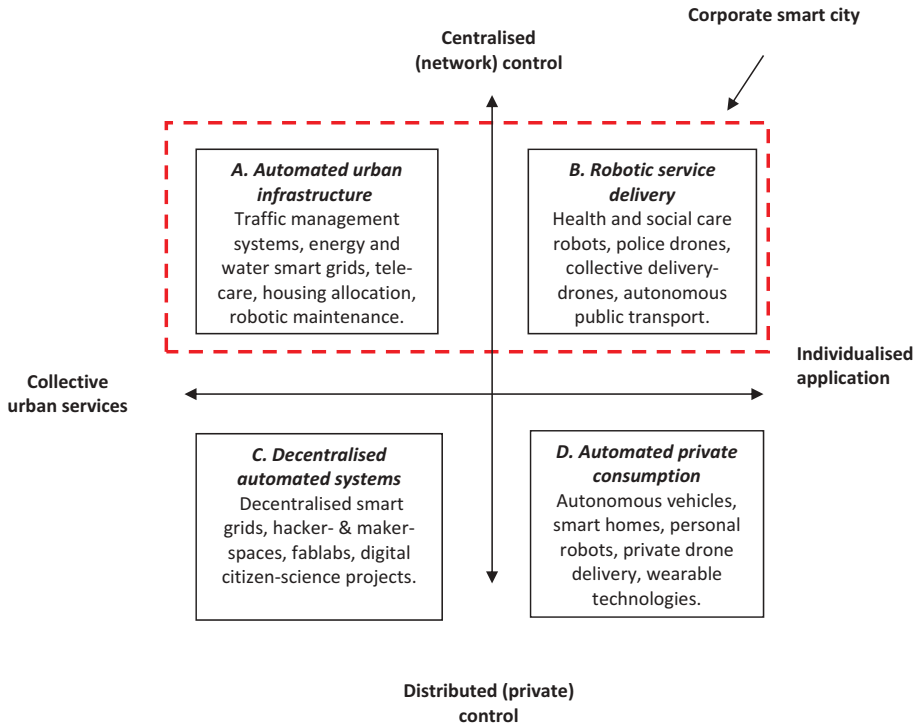 Corporate smart city
Centralised
(network) control
A. Automated urban
infrastructure
Traffic management
systems, energy and
water smart grids, tele-
care, housing allocation,
robotic maintenance.
B. Robotic service
delivery
Health and social care
robots, police drones,
collective delivery-
drones, autonomous
public transport.
Individualised
application
Collective
urban services
C. Decentralised
automated systems
Decentralised smart
grids, hacker- & maker-
spaces, fablabs, digital
citizen-science projects.
D. Automated private
consumption
Autonomous vehicles,
smart homes, personal
robots, private drone
delivery, wearable
technologies.
Distributed (private)
control